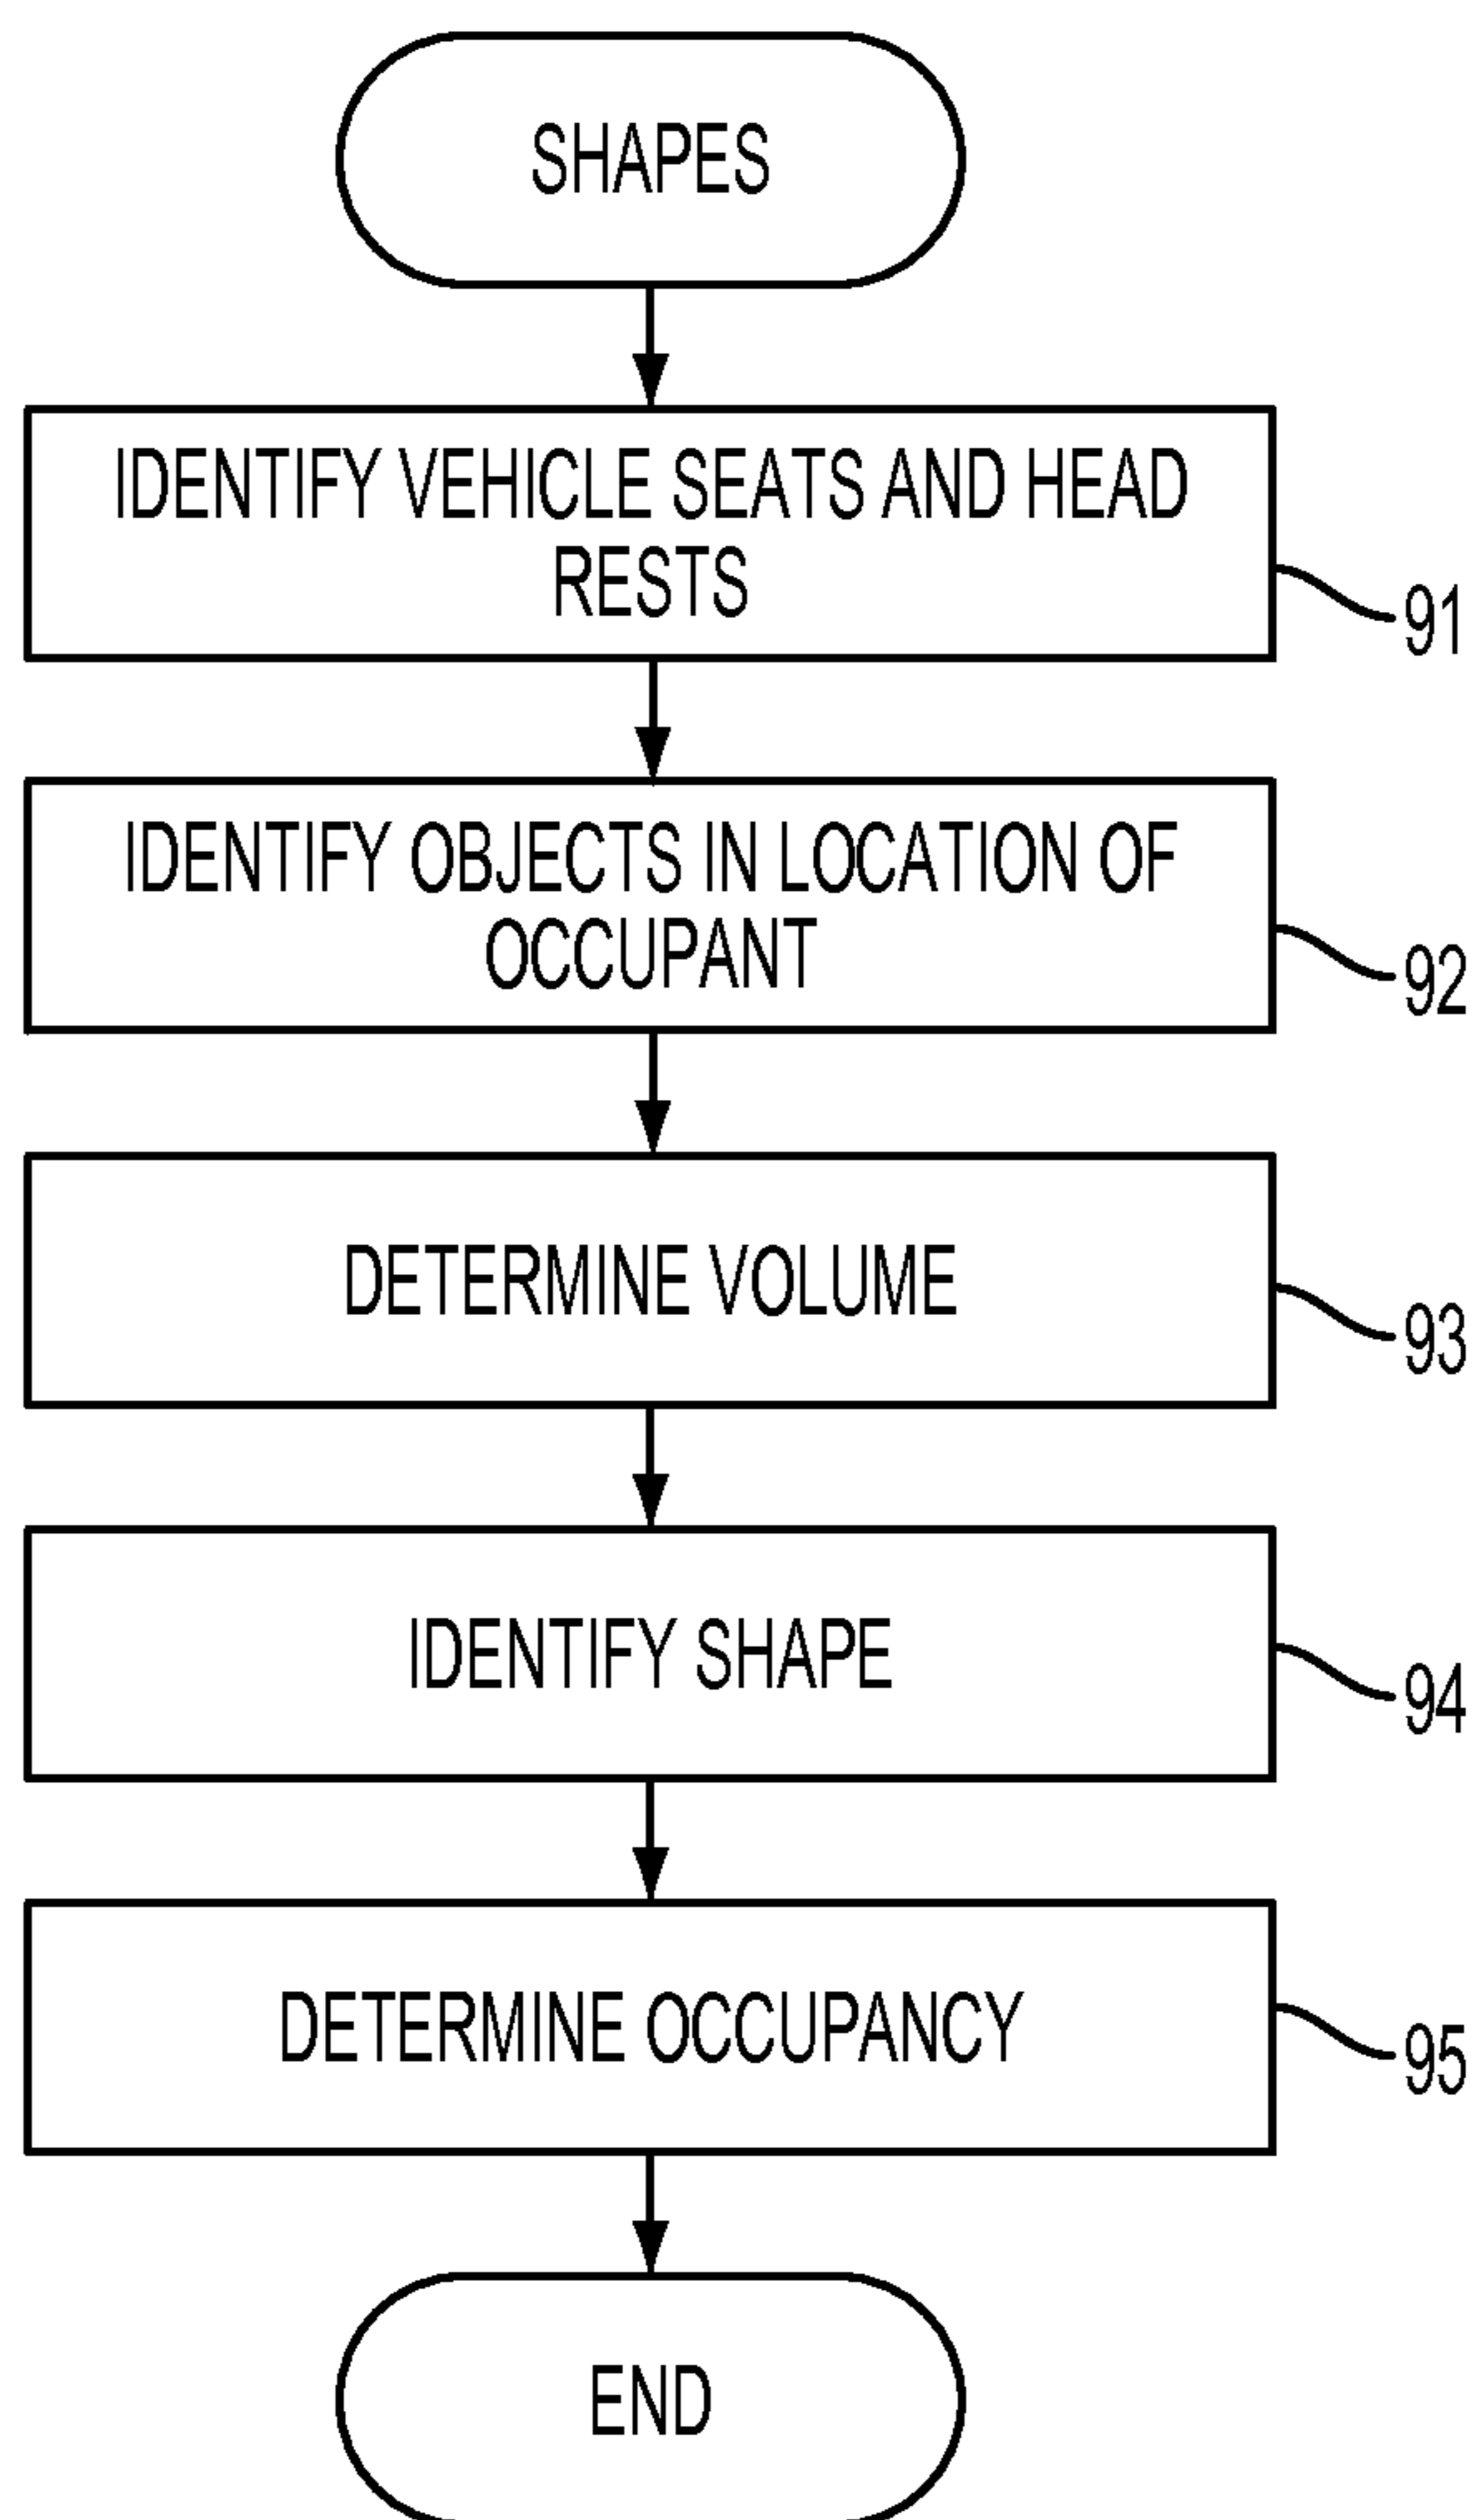 SHAPES
IDENTIFY VEHICLE SEATS AND HEAD
RESTS
91
IDENTIFY OBJECTS IN LOCATION OF
OCCUPANT
92
DETERMINE VOLUME
93
IDENTIFY SHAPE
94
DETERMINE OCCUPANCY
95
END